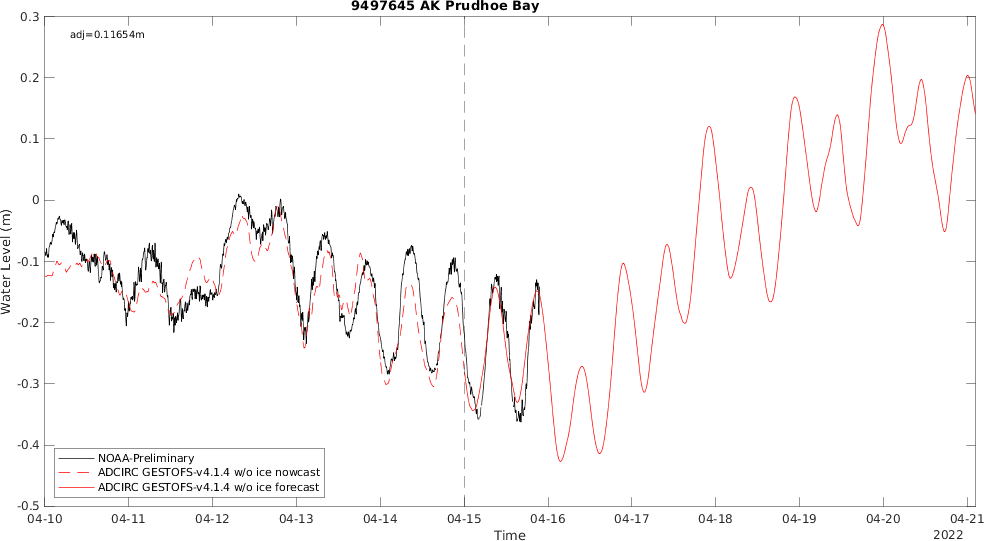 9497645 AK Prudhoe Bay
adj=0.11654m
0.3
0.2
0.1
0
-0.1
-0.2
-0.3
-0.4
-0.5
Water Level (m)
NOAA-Preliminary
ADCIRC GESTOFS-v4.1.4 w/o ice nowcast
ADCIRC GESTOFS-v4.1.4 w/o ice forecast
04-10 04-11 04-12 04-13 04-14 04-15 04-16 04-17 04-18 04-19 04-20 04-21
Time
2022